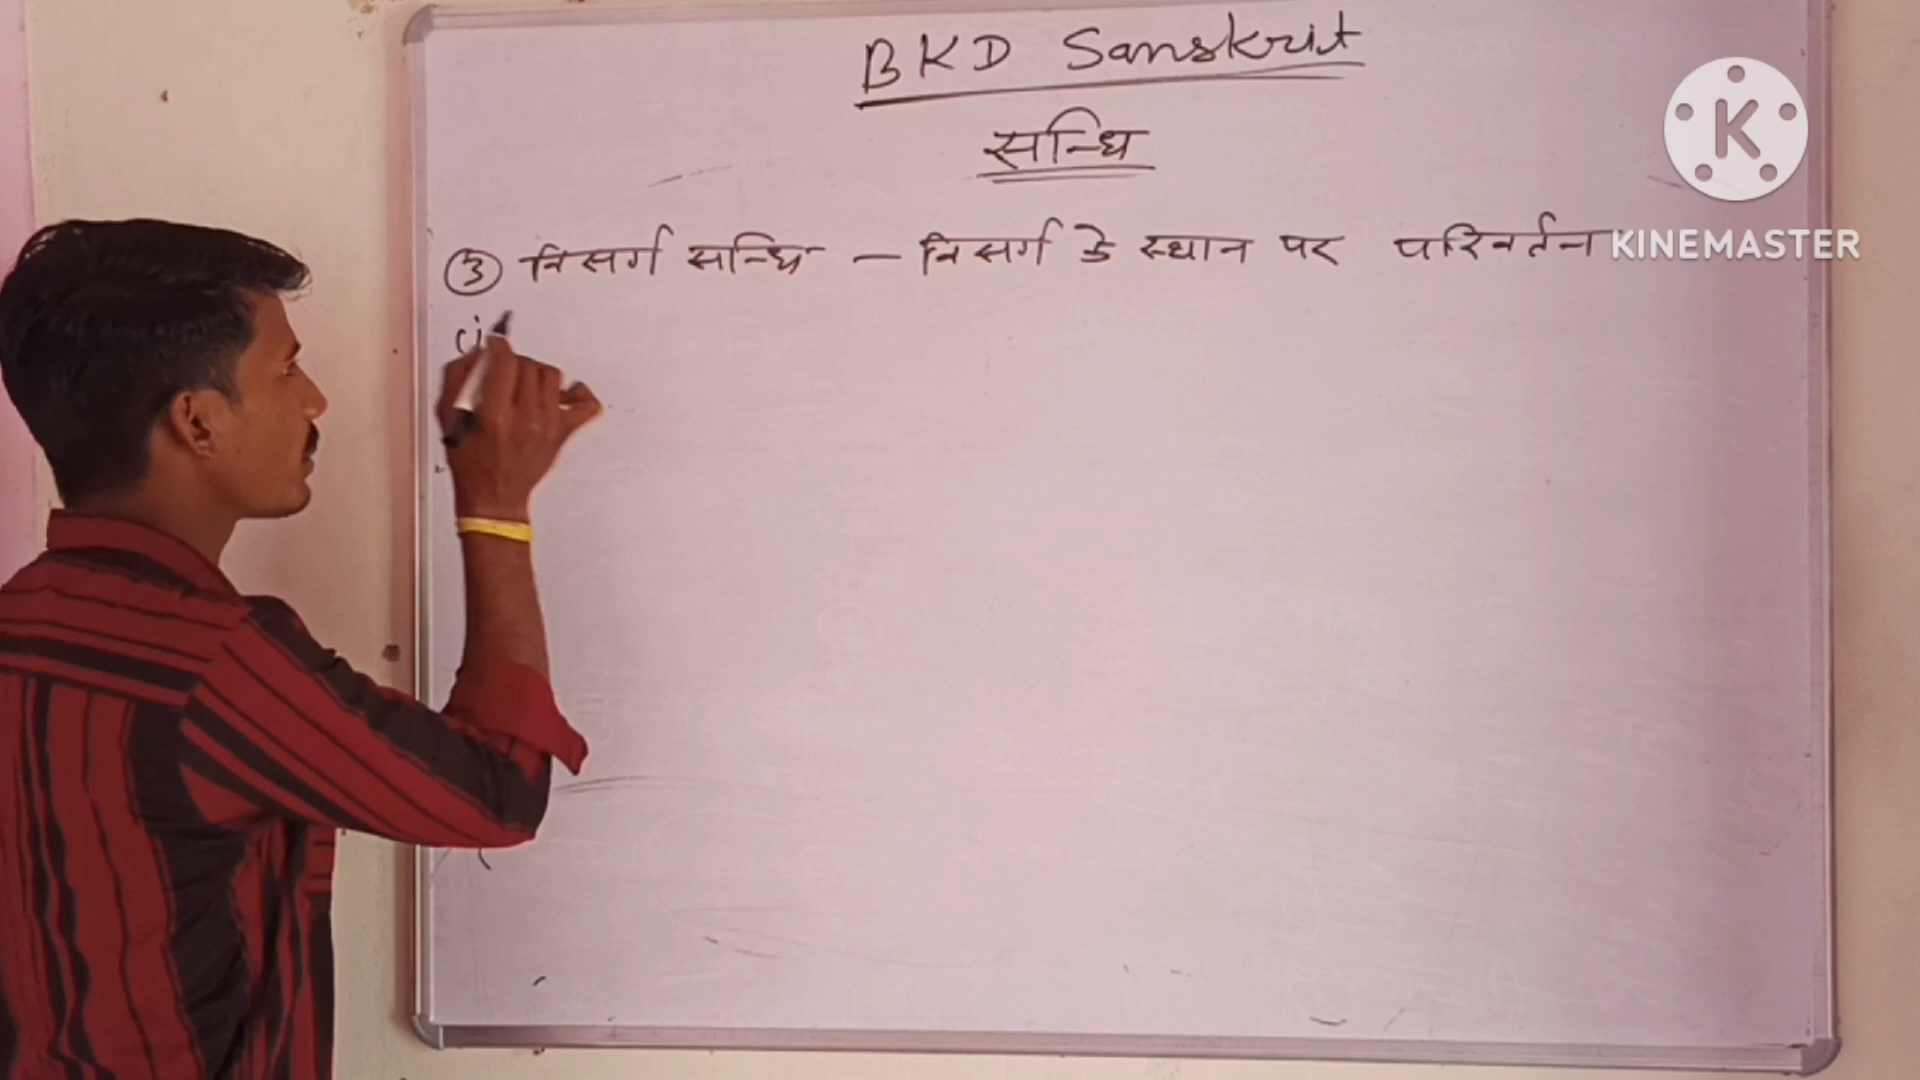 BKD Sanskrit
सन्धि
③ विसर्ग सन्धि — विसर्ग के स्थान पर परिवर्तन
(i
K
KINEMASTER